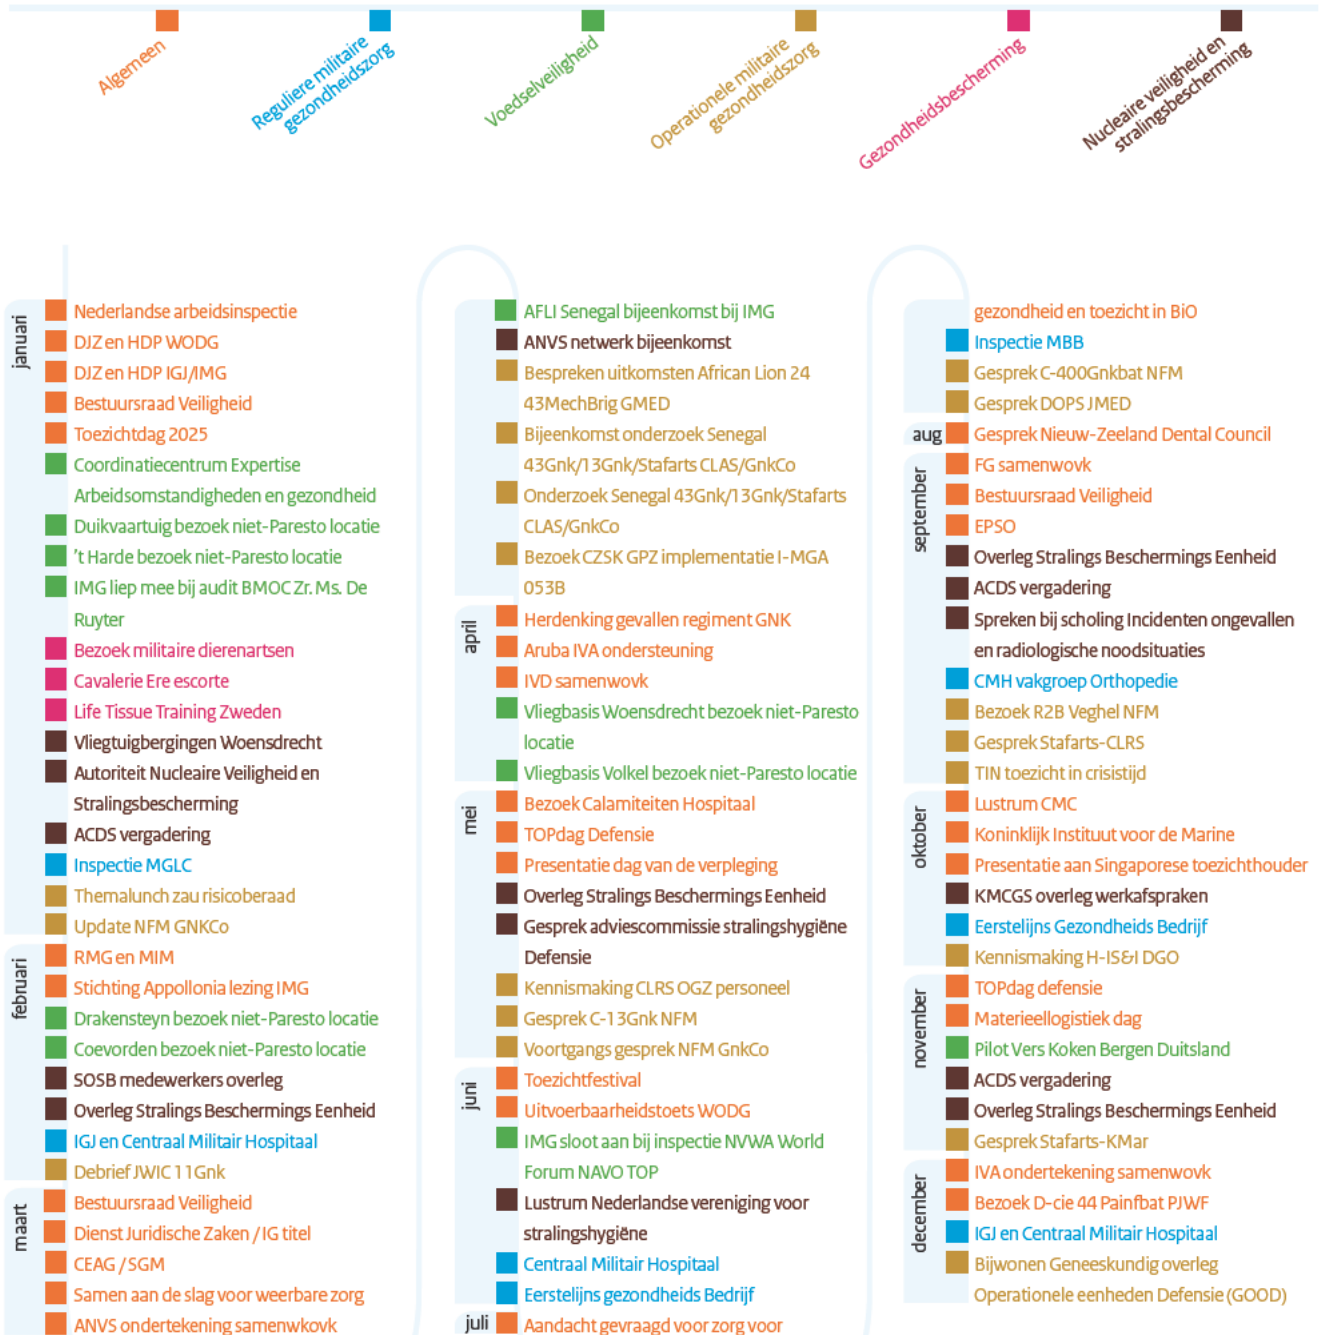 Algemeen
Reguliere militaire
gezondheidszorg
Voedselveiligheid
Operationele militaire
gezondheidszorg
Gezondheidsbescherming
Nucleaire veiligheid en
stralingsbescherming
januari
Nederlandse arbeidsinspectie
DJZ en HDP WODG
DJZ en HDP IGJ/IMG
Bestuursraad Veiligheid
Toezichtdag 2025
Coordinatiecentrum Expertise
Arbeidsomstandigheden en gezondheid
Duikvaartuig bezoek niet-Paresto locatie
't Harde bezoek niet-Paresto locatie
IMG liep mee bij audit BMOC Zr. Ms. De
Ruyter
Bezoek militaire dierenartsen
Cavalerie Ere escorte
Life Tissue Training Zweden
Vliegtuigbergingen Woensdrecht
Autoriteit Nucleaire Veiligheid en
Stralingsbescherming
ACDS vergadering
Inspectie MGLC
Themalunch zau risicoberaad
Update NFM GNKCo
februari
RMG en MIM
Stichting Appollonia lezing IMG
Drakensteyn bezoek niet-Paresto locatie
Coevorden bezoek niet-Paresto locatie
SOSB medewerkers overleg
Overleg Stralings Beschermings Eenheid
IGJ en Centraal Militair Hospitaal
Debrief JWIC 11Gnk
maart
Bestuursraad Veiligheid
Dienst Juridische Zaken / IG titel
CEAG / SGM
Samen aan de slag voor weerbare zorg
ANVS ondertekening samenwkovk
AFLI Senegal bijeenkomst bij IMG
ANVS netwerk bijeenkomst
Bespreken uitkomsten African Lion 24
43MechBrig GMED
Bijeenkomst onderzoek Senegal
43Gnk/13Gnk/Stafarts CLAS/GnkCo
Onderzoek Senegal 43Gnk/13Gnk/Stafarts
CLAS/GnkCo
Bezoek CZSK GPZ implementatie I-MGA
053B
april
Herdenking gevallen regiment GNK
Aruba IVA ondersteuning
IVD samenwovk
Vliegbasis Woensdrecht bezoek niet-Paresto
locatie
Vliegbasis Volkel bezoek niet-Paresto locatie
mei
Bezoek Calamiteiten Hospitaal
TOPdag Defensie
Presentatie dag van de verpleging
Overleg Stralings Beschermings Eenheid
Gesprek adviescommissie stralingshygiëne
Defensie
Kennismaking CLRS OGZ personeel
Gesprek C-13Gnk NFM
Voortgangs gesprek NFM GnkCo
juni
Toezichtfestival
Uitvoerbaarheidstoets WODG
IMG sloot aan bij inspectie NVWA World
Forum NAVO TOP
Lustrum Nederlandse vereniging voor
stralingshygiëne
Centraal Militair Hospitaal
Eerstelijns gezondheids Bedrijf
juli
Aandacht gevraagd voor zorg voor
gezondheid en toezicht in BiO
Inspectie MBB
Gesprek C-400Gnkbat NFM
Gesprek DOPS JMED
aug
Gesprek Nieuw-Zeeland Dental Council
september
FG samenwovk
Bestuursraad Veiligheid
EPSO
Overleg Stralings Beschermings Eenheid
ACDS vergadering
Spreken bij scholing Incidenten ongevallen
en radiologische noodsituaties
CMH vakgroep Orthopedie
Bezoek R2B Veghel NFM
Gesprek Stafarts-CLRS
TIN toezicht in crisistijd
oktober
Lustrum CMC
Koninklijk Instituut voor de Marine
Presentatie aan Singaporese toezichthouder
KMCGS overleg werkafspraken
Eerstelijns Gezondheids Bedrijf
Kennismaking H-IS&I DGO
november
TOPdag defensie
Materieellogistiek dag
Pilot Vers Koken Bergen Duitsland
ACDS vergadering
Overleg Stralings Beschermings Eenheid
Gesprek Stafarts-KMar
december
IVA ondertekening samenwovk
Bezoek D-cie 44 Painfbat PJWF
IGJ en Centraal Militair Hospitaal
Bijwonen Geneeskundig overleg
Operationele eenheden Defensie (GOOD)